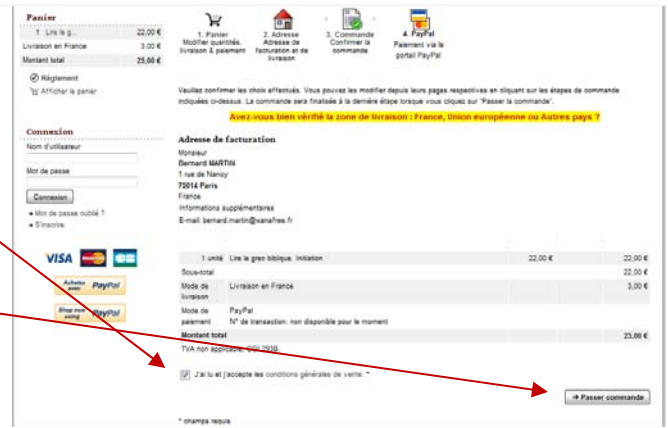 Panier
1 Lire le g... 22,00 €
Livraison en France 3,00 €
Montant total 25,00 €
Règlement
Afficher le panier
Connexion
Nom d'utilisateur
Mot de passe
Connexion
Mot de passe oublié ?
S'inscrire
VISA
Achetez avec PayPal
Shop now using PayPal
1. Panier
Modifier quantités, livraison & paiement
2. Adresse
Adresse de facturation et de livraison
3. Commande
Confirmer la commande
4. PayPal
Paiement via le portail PayPal
Veuillez confirmer les choix effectués. Vous pouvez les modifier depuis leurs pages respectives en cliquant sur les étapes de commande
indiquées ci-dessus. La commande sera finalisée à la dernière étape lorsque vous cliquez sur "Passer la commande".
Avez-vous bien vérifié la zone de livraison : France, Union européenne ou Autres pays ?
Adresse de facturation
Monsieur
Bernard MARTIN
1 rue de Nancy
75014 Paris
France
Informations supplémentaires
E-mail: bernard.martin@wanafree.fr
1 unité Lire le grec biblique. Initiation 22,00 € 22,00 €
Sous-total 22,00 €
Mode de livraison Livraison en France 3,00 €
Mode de paiement PayPal
N° de transaction: non disponible pour le moment
Montant total 25,00 €
TVA non applicable, CGI 293B.
J'ai lu et j'accepte les conditions générales de vente. *
Passer commande
* champs requis